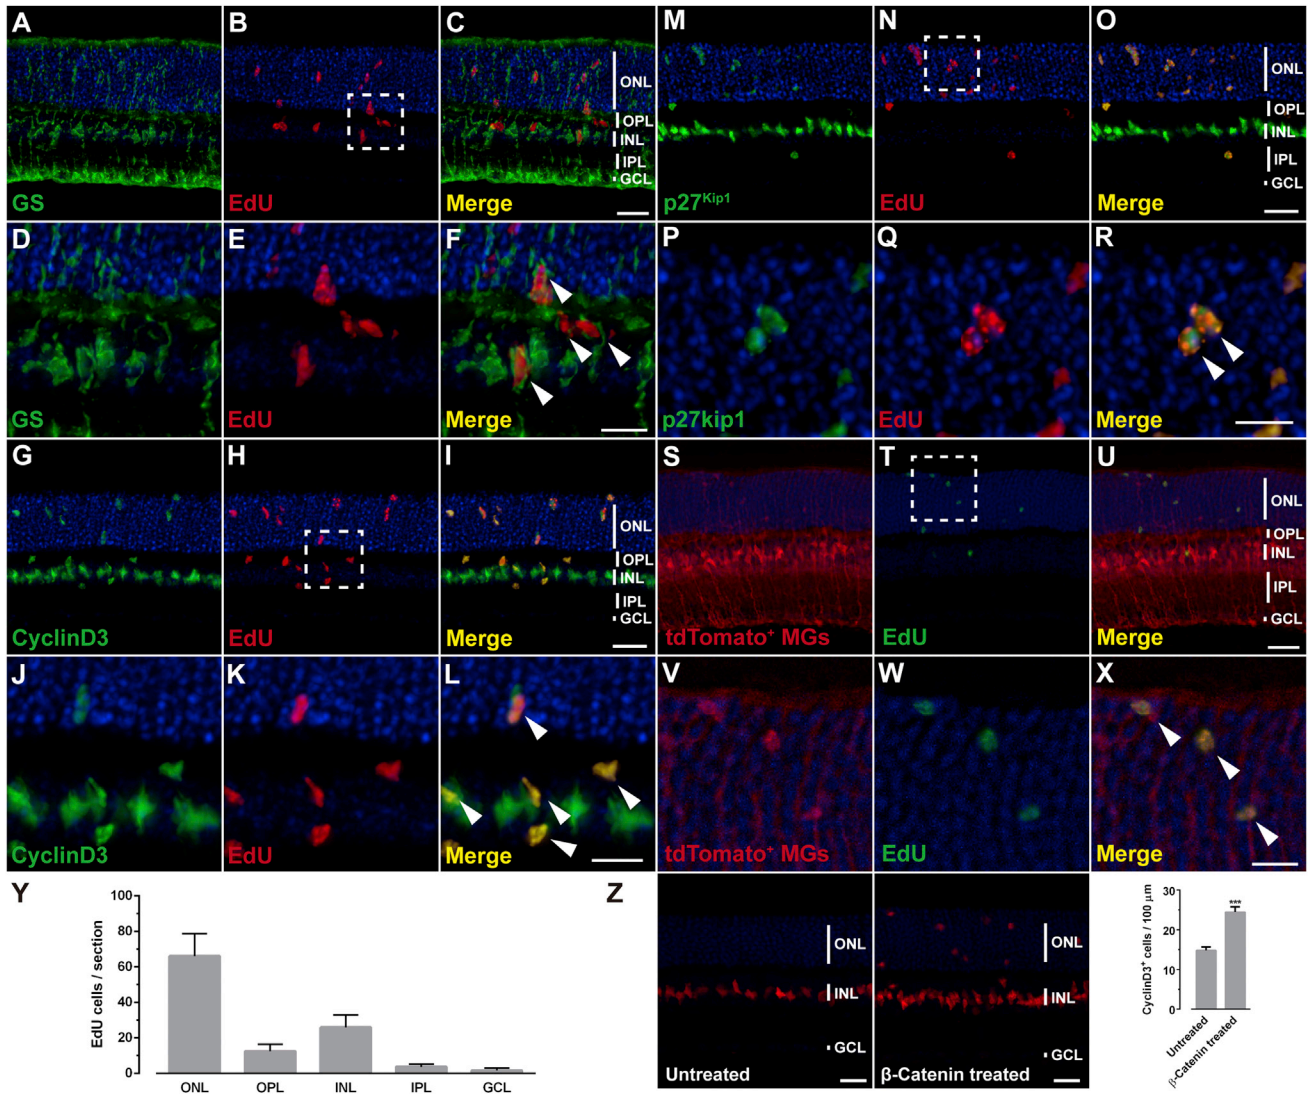 A
B
C
ONL
OPL
INL
IPL
GCL
GS
EdU
Merge
M
N
O
ONL
OPL
INL
IPL
GCL
p27Kip1
EdU
Merge
D
E
F
GS
EdU
Merge
P
Q
R
p27kip1
EdU
Merge
G
H
I
ONL
OPL
INL
IPL
GCL
CyclinD3
EdU
Merge
S
T
U
ONL
OPL
INL
IPL
GCL
tdTomato+ MGs
EdU
Merge
J
K
L
CyclinD3
EdU
Merge
V
W
X
tdTomato+ MGs
EdU
Merge
Y
EdU cells / section
100
80
60
40
20
0
ONL OPL INL IPL GCL
Z
ONL
INL
GCL
Untreated
ONL
INL
GCL
β-Catenin treated
CyclinD3+ cells / 100 μm
30
20
10
0
***
Untreated
β-Catenin treated